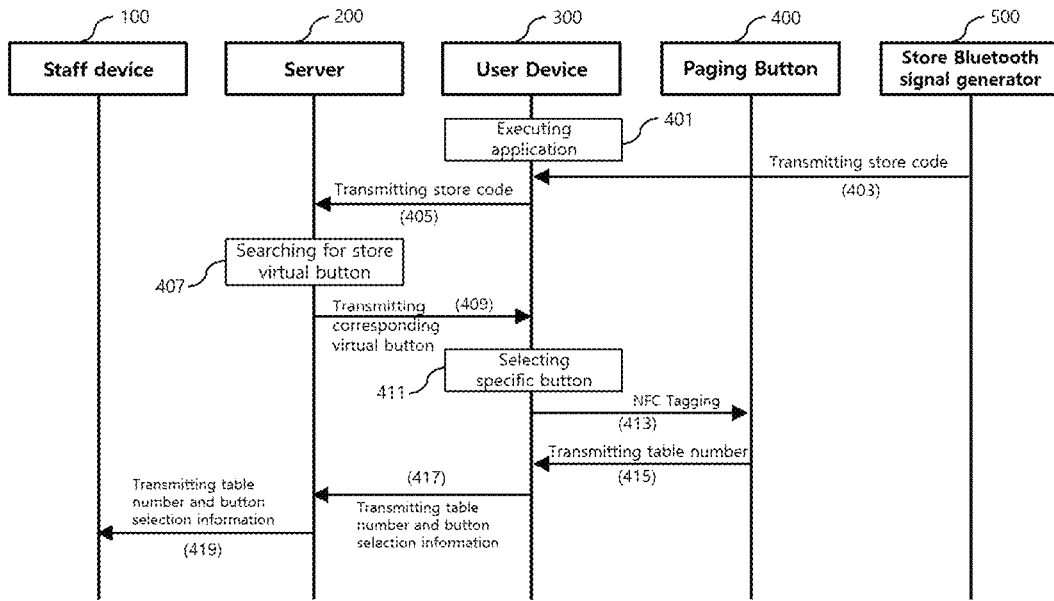 100
200
300
400
500
Staff device
Server
User Device
Paging Button
Store Bluetooth
signal generator
Executing
application
401
Transmitting store code
(403)
Transmitting store code
(405)
Searching for store
virtual button
407
Transmitting
corresponding
virtual button
(409)
Selecting
specific button
411
NFC Tagging
(413)
Transmitting table number
(415)
(417)
Transmitting table
number and button
selection information
Transmitting table
number and button
selection information
(419)